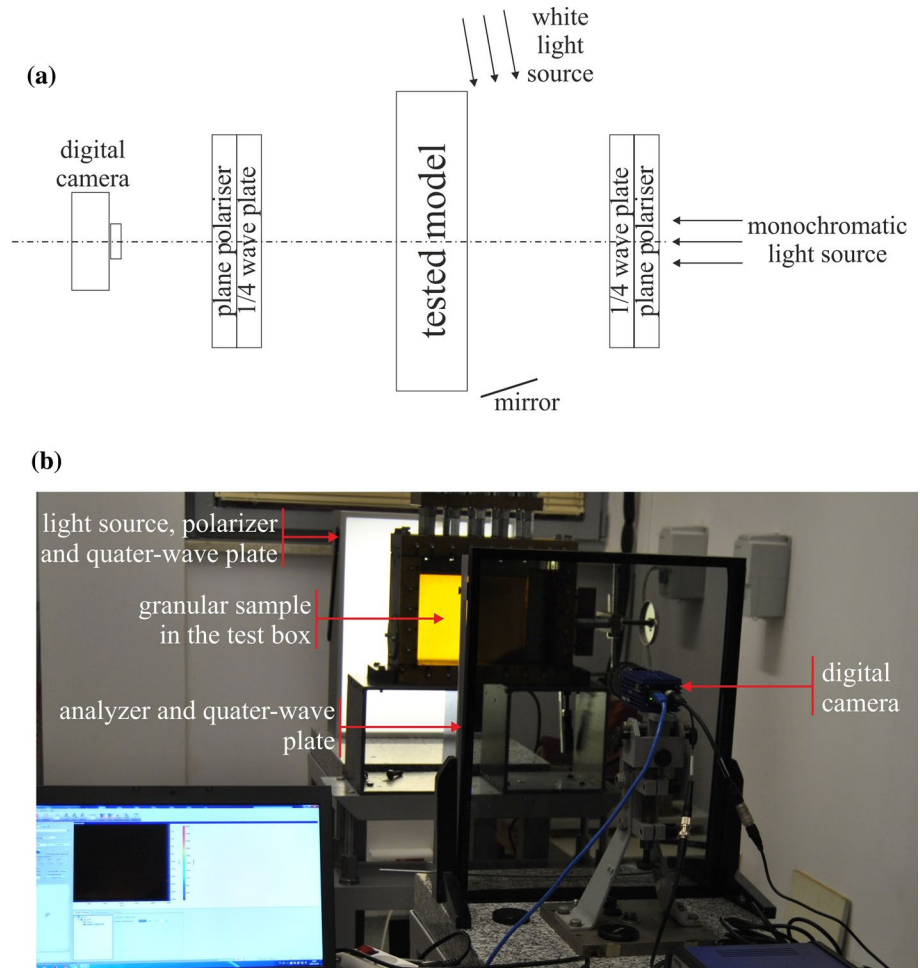 (a)
white
light
source
digital
camera
plane polariser
1/4 wave plate
tested model
1/4 wave plate
plane polariser
monochromatic
light source
mirror
(b)
light source, polarizer
and quater-wave plate
granular sample
in the test box
analyzer and quater-wave
plate
digital
camera